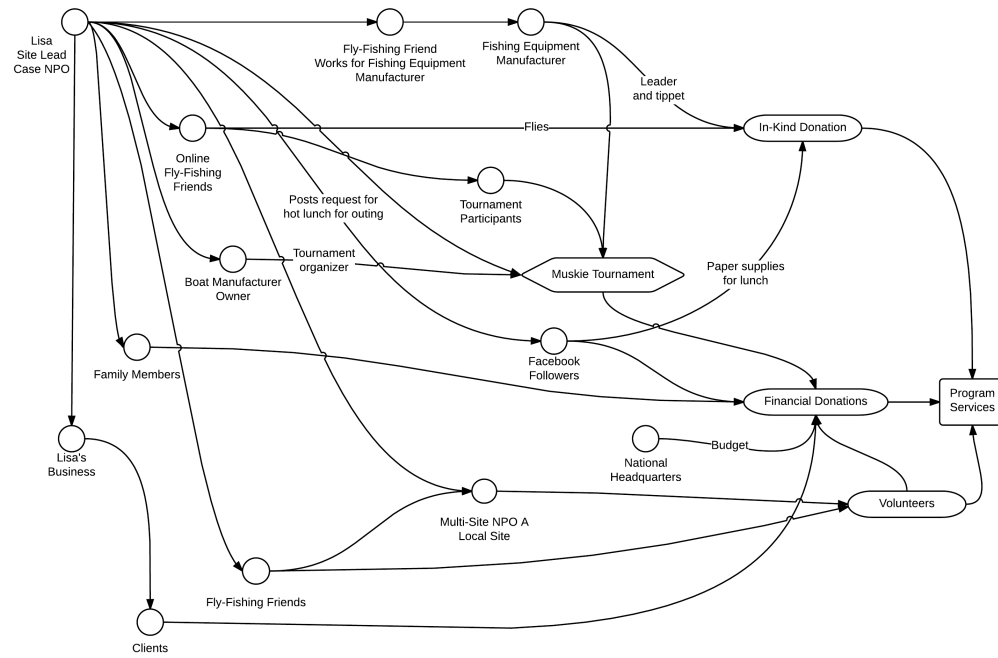 Lisa
Site Lead
Case NPO
Fly-Fishing Friend
Works for Fishing Equipment
Manufacturer
Fishing Equipment
Manufacturer
Leader
and tippet
Online
Fly-Fishing
Friends
Flies
In-Kind Donation
Posts request for
hot lunch for outing
Tournament
Participants
Boat Manufacturer
Owner
Tournament
organizer
Muskie Tournament
Paper supplies
for lunch
Family Members
Facebook
Followers
Financial Donations
Program
Services
Lisa's
Business
National
Headquarters
Budget
Multi-Site NPO A
Local Site
Volunteers
Fly-Fishing Friends
Clients